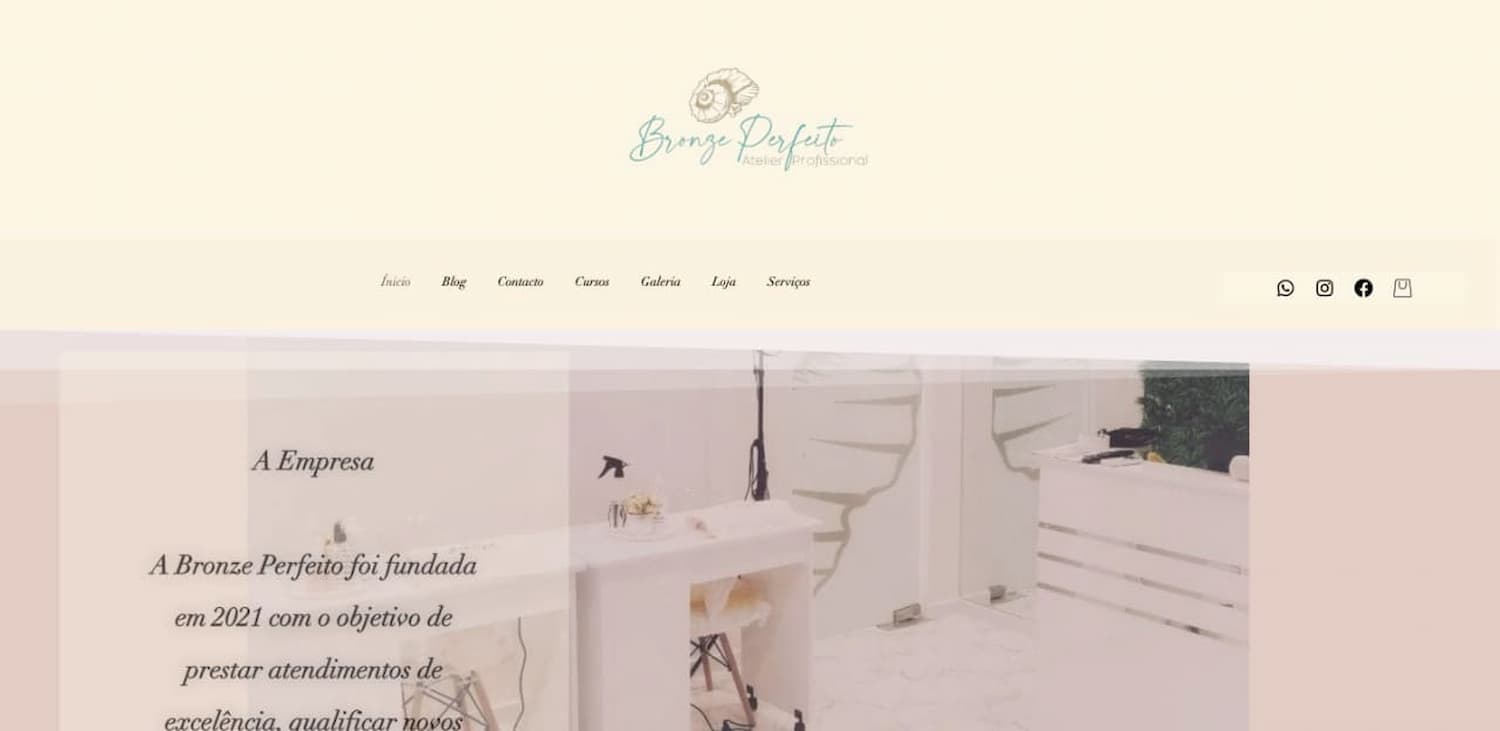 Bronze Perfeito
Atelier Profissional
Ínicio Blog Contacto Cursos Galeria Loja Serviços
A Empresa
A Bronze Perfeito foi fundada
em 2021 com o objetivo de
prestar atendimentos de
excelência, qualificar novos